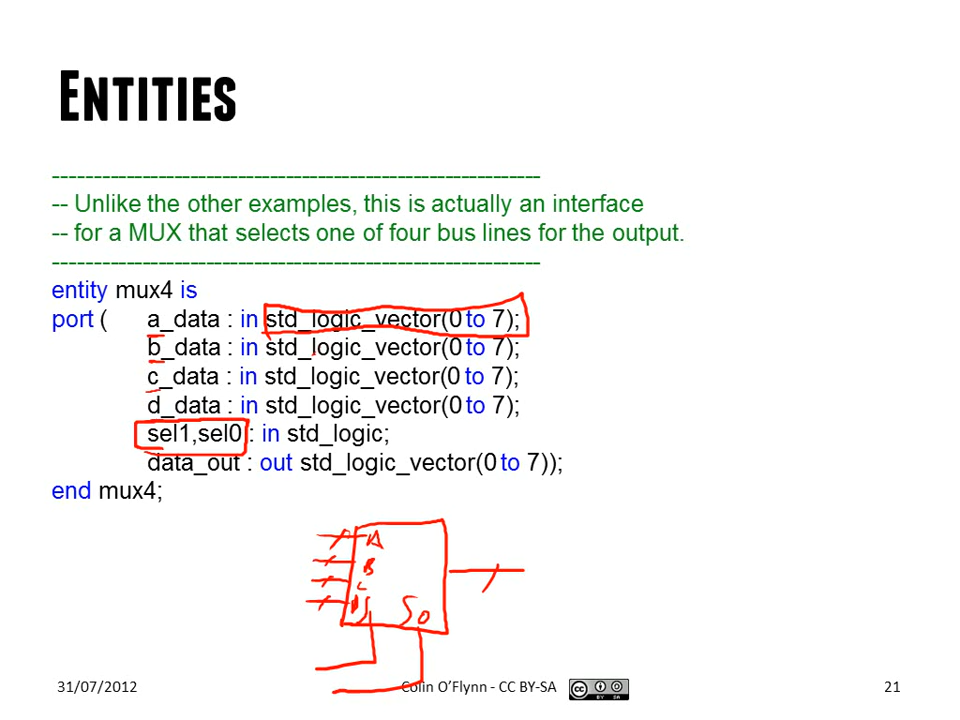 ENTITIES
----------------------------------------------------------
-- Unlike the other examples, this is actually an interface
-- for a MUX that selects one of four bus lines for the output.
----------------------------------------------------------
entity mux4 is
port ( a_data : in std_logic_vector(0 to 7);
b_data : in std_logic_vector(0 to 7);
c_data : in std_logic_vector(0 to 7);
d_data : in std_logic_vector(0 to 7);
sel1,sel0 : in std_logic;
data_out : out std_logic_vector(0 to 7));
end mux4;
A
B
C
D
S0
31/07/2012 Colin O'Flynn - CC BY-SA cc BY SA 21